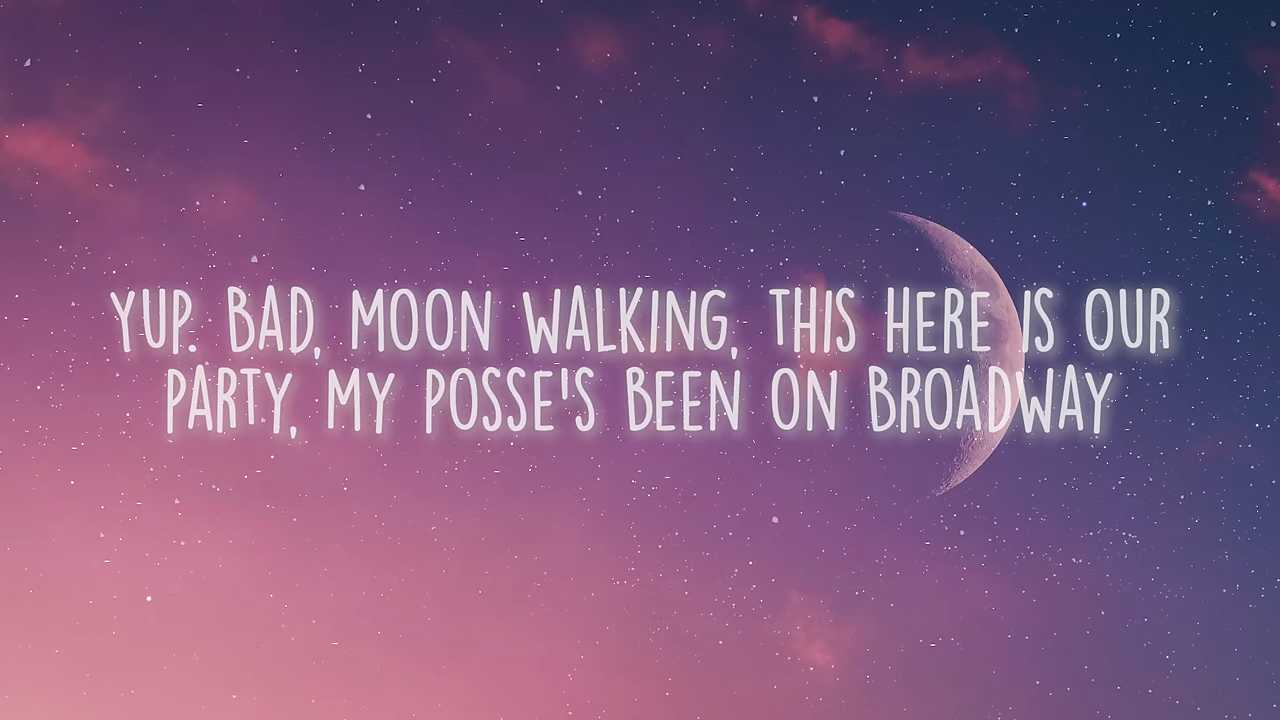 YUP. BAD, MOON WALKING, THIS HERE IS OUR
PARTY, MY POSSE'S BEEN ON BROADWAY